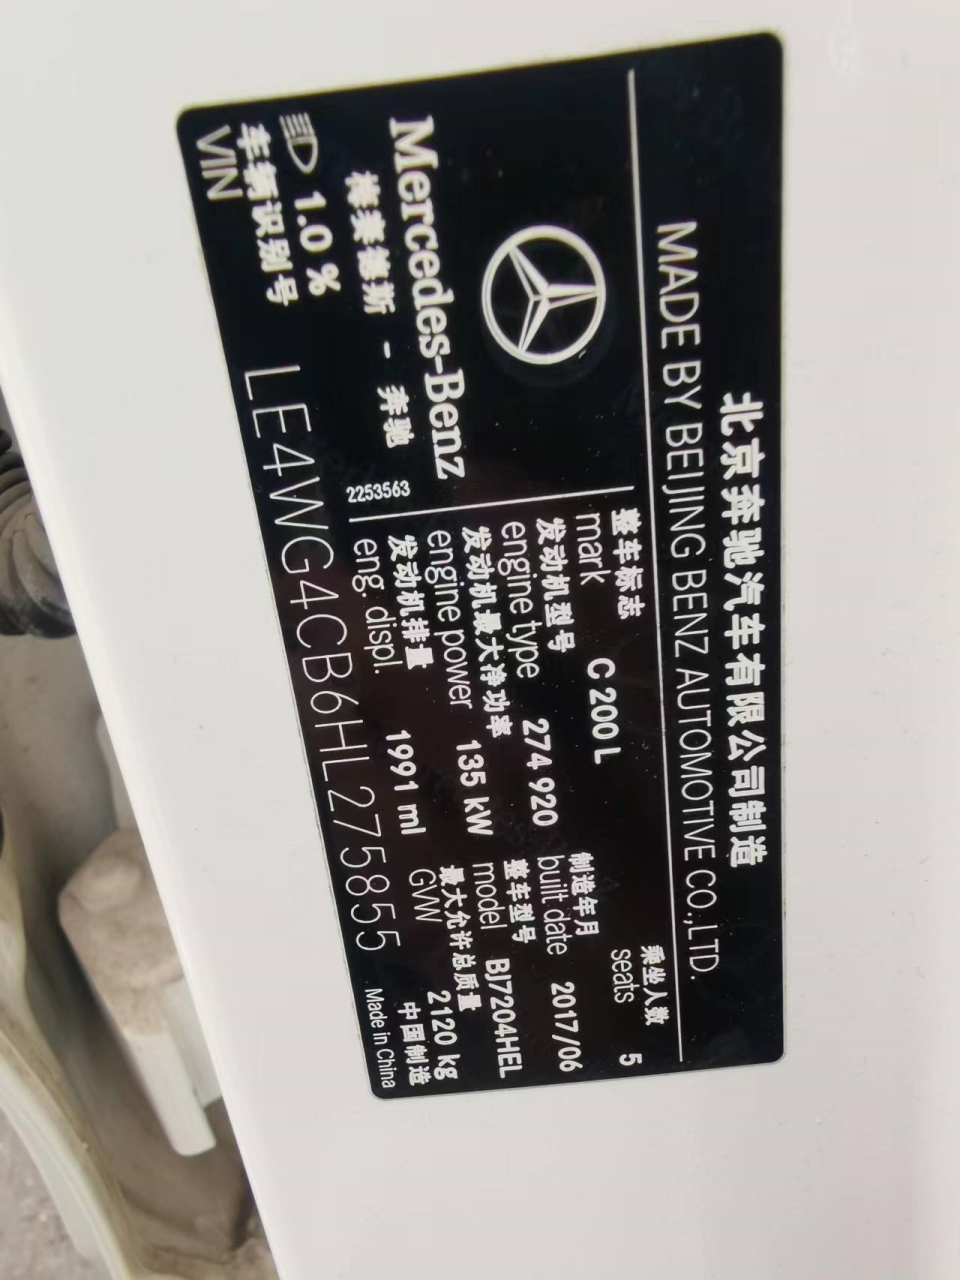 北京奔驰汽车有限公司制造
MADE BY BEIJING BENZ AUTOMOTIVE CO.,LTD.
Mercedes-Benz
梅赛德斯 - 奔驰
2253563
乘坐人数
seats 5
整车标志
mark C 200 L
制造年月
built date 2017/06
发动机型号
engine type 274 920
整车型号
model BJ7204HEL
发动机最大净功率
engine power 135 kW
最大允许总质量
GVW 2120 kg
发动机排量
eng. displ. 1991 ml
中国制造
Made in China
1.0 %
车辆识别号
VIN LE4WG4CB6HL275855